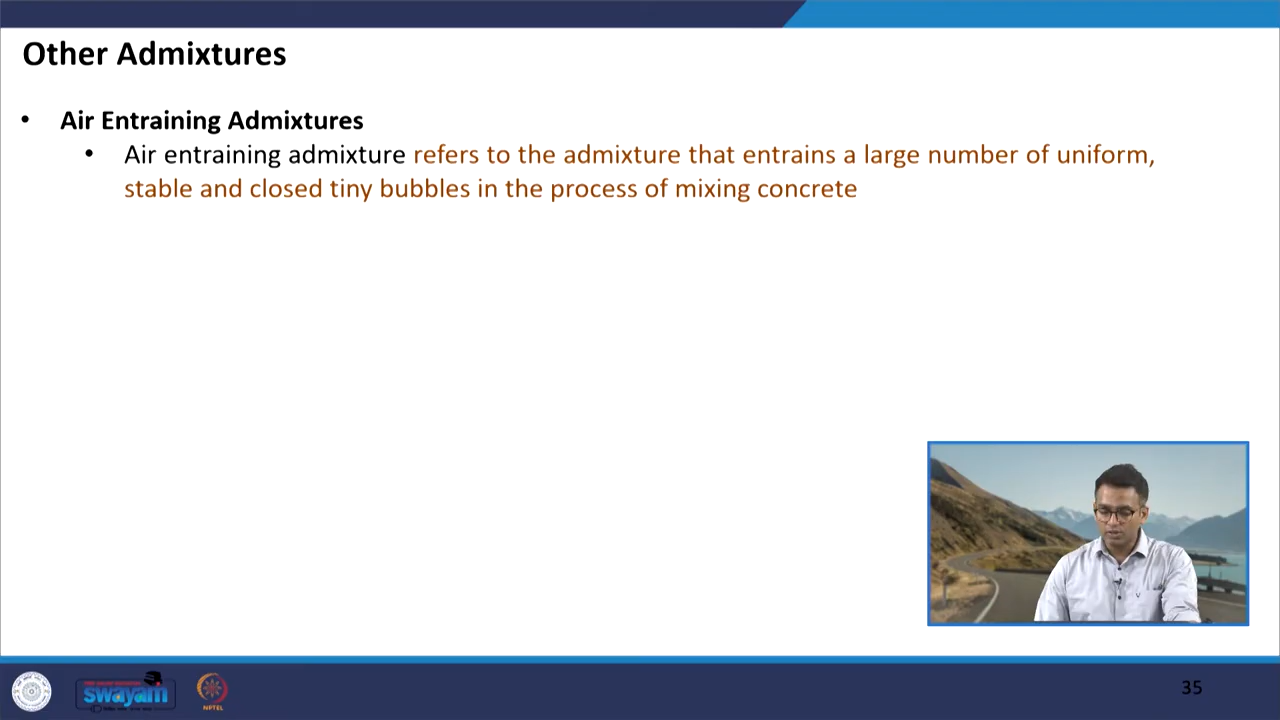 Other Admixtures
• Air Entraining Admixtures
• Air entraining admixture refers to the admixture that entrains a large number of uniform,
stable and closed tiny bubbles in the process of mixing concrete
swayam
NPTEL
35